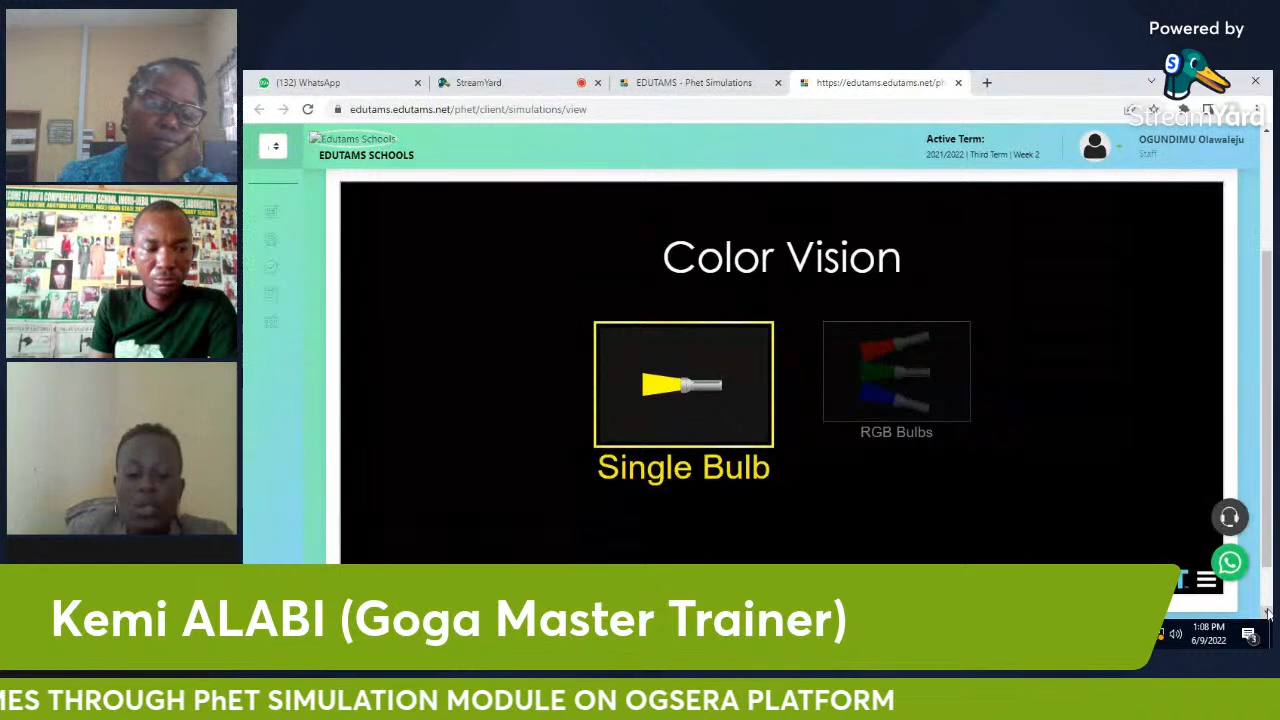 Powered by
StreamYard
(132) WhatsApp
StreamYard
EDUTAMS - Phet Simulations
https://edutams.edutams.net/ph
edutams.edutams.net/phet/client/simulations/view
Edutams Schools
EDUTAMS SCHOOLS
Active Term:
2021/2022 | Third Term | Week 2
OGUNDIMU Olawaleju
Staff
Color Vision
Single Bulb
RGB Bulbs
1:08 PM
6/9/2022
3
Kemi ALABI (Goga Master Trainer)
MES THROUGH PhET SIMULATION MODULE ON OGSERA PLATFORM